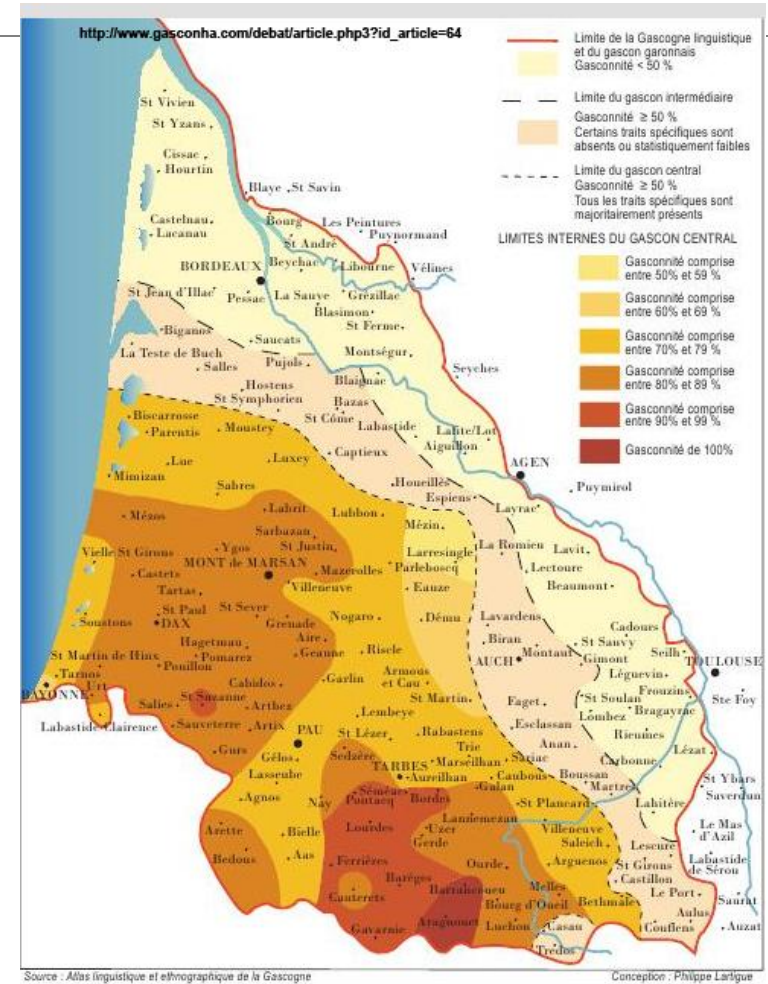 http://www.gasconha.com/debat/article.php3?id_article=64
Limite de la Gascogne linguistique
et du gascon garonnais
Gasconnité < 50 %
Limite du gascon intermédiaire
Gasconnité ≥ 50 %
Certains traits spécifiques sont
absents ou statistiquement faibles
Limite du gascon central
Gasconnité ≥ 50 %
Tous les traits spécifiques sont
majoritairement présents
LIMITES INTERNES DU GASCON CENTRAL
Gasconnité comprise
entre 50% et 59 %
Gasconnité comprise
entre 60% et 69 %
Gasconnité comprise
entre 70% et 79 %
Gasconnité comprise
entre 80% et 89 %
Gasconnité comprise
entre 90% et 99 %
Gasconnité de 100%
St Vivien
St Yzans
Cissac
Hourtin
Blaye St Savin
Castelnau
Lacanau
Bourg
Les Peintures
Puynormand
St André
BORDEAUX
Beychac
Libourne
Vélines
St Jean d'Illac
Pessac
La Sauve
Grézillac
Blasimon
St Ferme
Biganos
Saucats
La Teste de Buch
Salles
Pujols
Montségur
Seyches
Hostens
Blaignac
St Symphorien
Bazas
Biscarrosse
Parentis
Moustey
St Côme
Labastide
Lafite/Lot
Aiguillon
Captieux
Lue
Luxey
AGEN
Mimizan
Sabres
Houeillès
Puymirol
Espiens
Layrac
Mézos
Labrit
Lubbon
Mézin
Sarbazan
Vielle St Girons
Ygos
St Justin
Larressingle
La Romieu
Lavit
MONT de MARSAN
Castets
Mazerolles
Parleboscq
Lectoure
Tartas
Villeneuve
Eauze
Beaumont
St Paul
St Sever
Soustons
DAX
Grenade
Nogaro
Dému
Lavardens
Cadours
Hagetmau
Aire
Biran
St Sauvy
St Martin de Hinx
Pomarez
Geaune
Riscle
AUCH
Montaut
Gimont
Seilh
TOULOUSE
Pouillon
Tarnos
Léguevin
BAYONNE
Urt
Cabidos
Garlin
Armous
et Cau
Frouzins
Ste Foy
St Suzanne
St Martin
Faget
St Soulan
Lombez
Bragayrac
Salies
Arthez
Lembeye
Labastide Clairence
Sauveterre
Artix
Esclassan
Rieumes
PAU
St Lézer
Rabastens
Trie
Anan
Lézat
Gurs
Gélos
Sedzère
Marseilhan
Sariac
Carbonne
TARBES
Lasseube
Aureilhan
Caubous
Boussan
St Ybars
Galan
Martres
Saverdun
Agnos
Nay
Séméac
Pontacq
Bordes
St Plancard
Lahitère
Arette
Bielle
Lourdes
Uzer
Lannemezan
Villeneuve
Le Mas
d'Azil
Gerde
Saleich
Lescure
Bedous
Aas
Ferrières
Ourde
Arguenos
St Girons
Labastide
de Sérou
Castillon
Barèges
Cauterets
Melles
Le Port
Bourg d'Oueil
Bethmale
Saurat
Aulus
Aragnouet
Luchon
Casau
Couflens
Auzat
Gavarnie
Tredos
Source : Atlas linguistique et ethnographique de la Gascogne
Conception : Philippe Lartigue